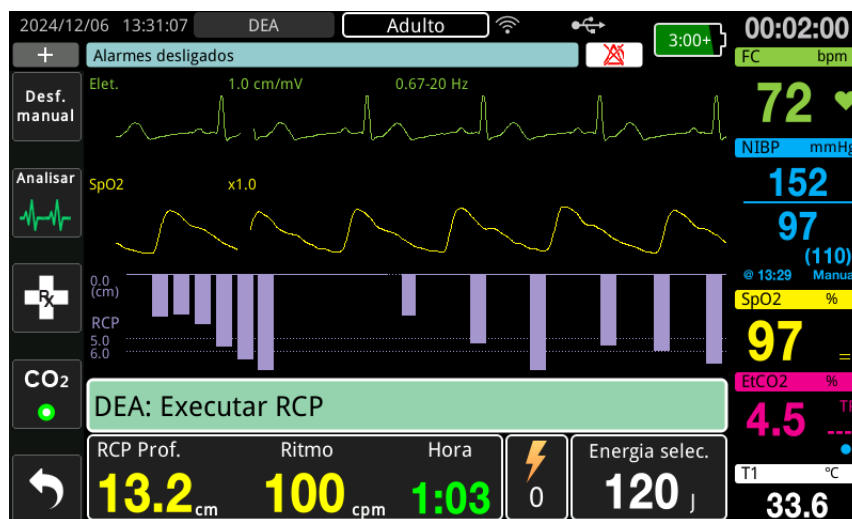 2024/12/06 13:31:07 DEA Adulto 3:00+ 00:02:00
+ Alarmes desligados FC bpm
Desf. manual
Elet. 1.0 cm/mV 0.67-20 Hz
72
NIBP mmHg
152
97
(110)
@ 13:29 Manua
Analisar
SpO2 x1.0
Rx
0.0
(cm)
RCP
5.0
6.0
SpO2 %
97
CO2
DEA: Executar RCP
EtCO2 %
4.5
---
RCP Prof. Ritmo Hora Energia selec.
13.2 cm 100 cpm 1:03 0 120 J
T1 °C
33.6